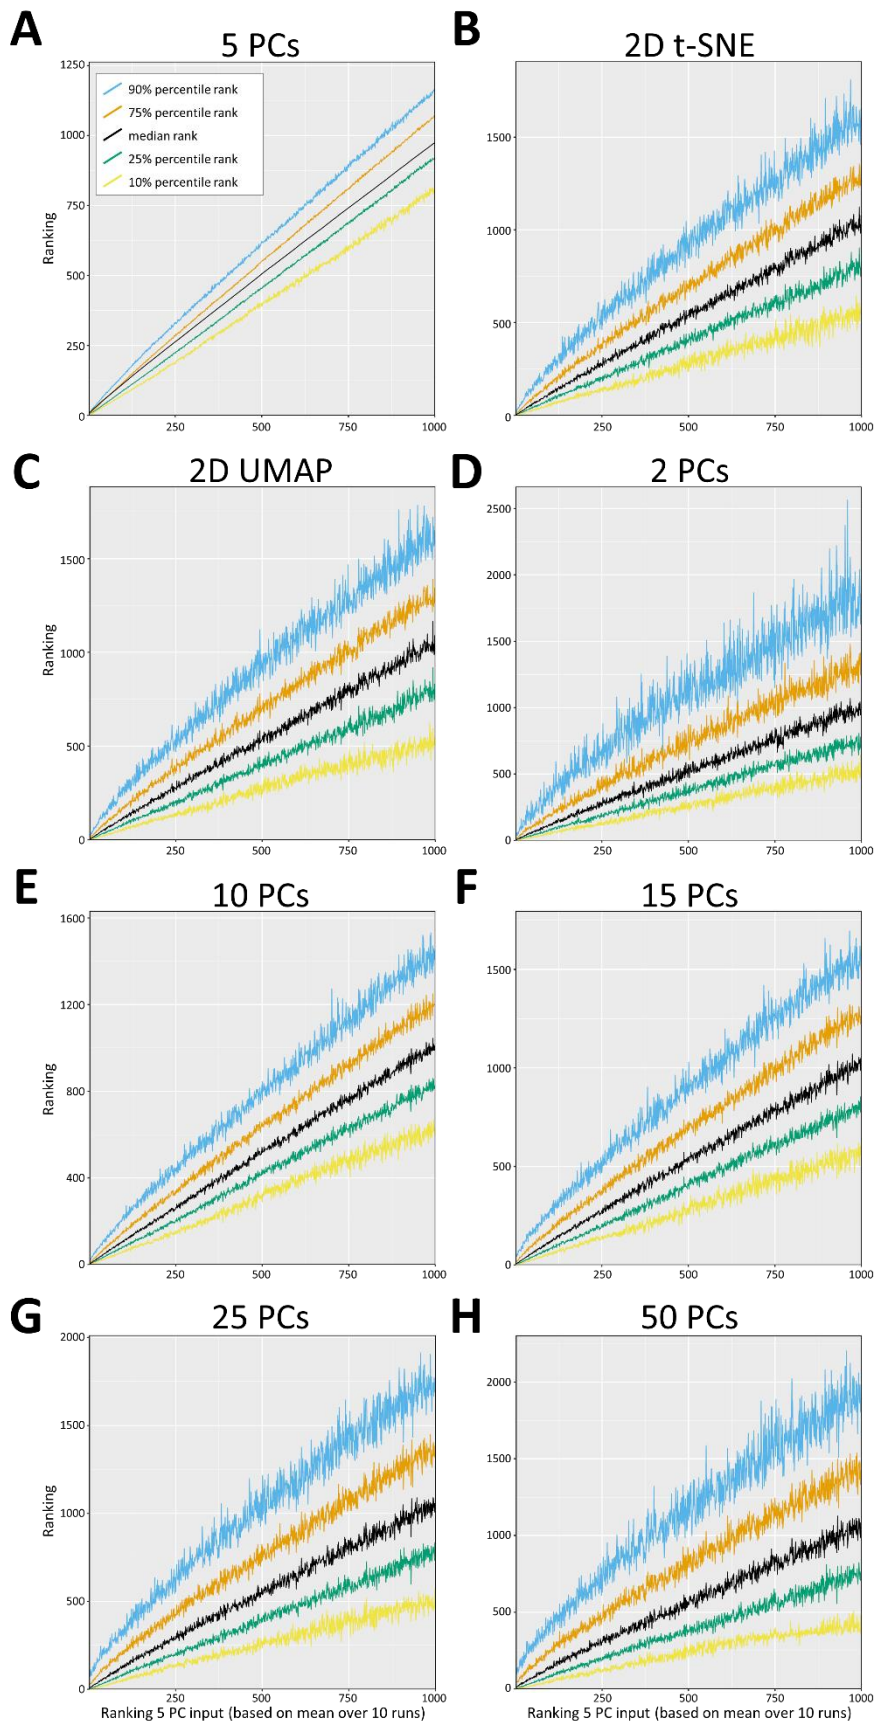 A
5 PCs
1250
1000
750
500
250
0
Ranking
90% percentile rank
75% percentile rank
median rank
25% percentile rank
10% percentile rank
250
500
750
1000
B
2D t-SNE
1500
1000
500
0
250
500
750
1000
C
2D UMAP
1500
1000
500
0
Ranking
250
500
750
1000
D
2 PCs
2500
2000
1500
1000
500
0
250
500
750
1000
E
10 PCs
1600
1200
800
400
0
Ranking
250
500
750
1000
F
15 PCs
1500
1000
500
0
250
500
750
1000
G
25 PCs
2000
1500
1000
500
0
Ranking
250
500
750
1000
Ranking 5 PC input (based on mean over 10 runs)
H
50 PCs
2000
1500
1000
500
0
250
500
750
1000
Ranking 5 PC input (based on mean over 10 runs)